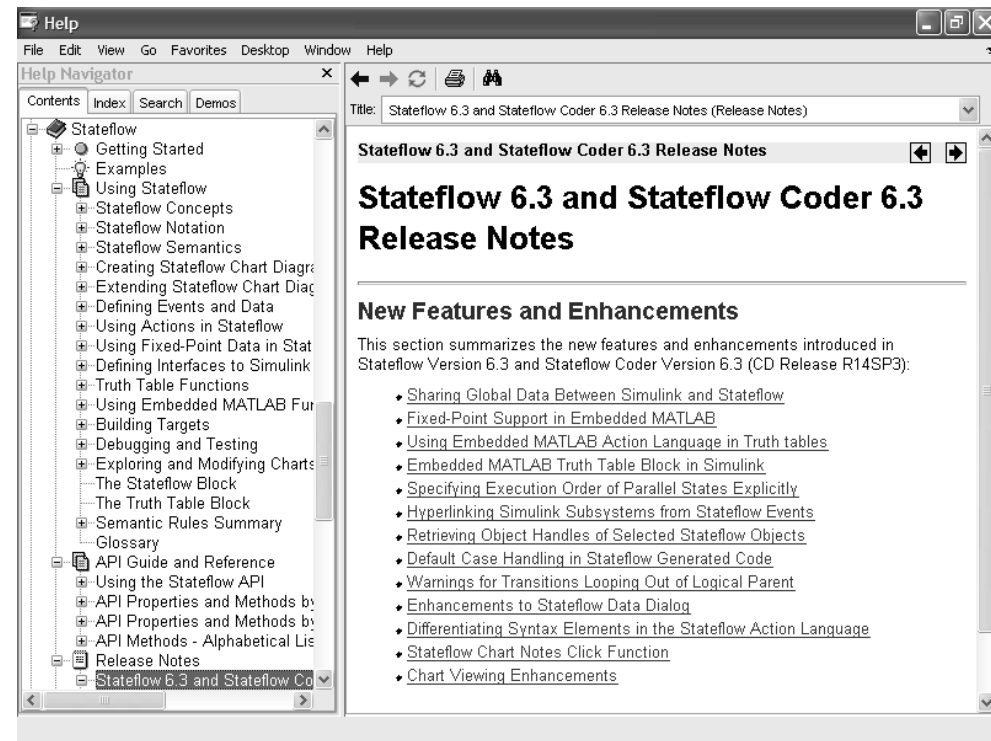 Help
File Edit View Go Favorites Desktop Window Help
Help Navigator
Contents Index Search Demos
Stateflow
Getting Started
Examples
Using Stateflow
Stateflow Concepts
Stateflow Notation
Stateflow Semantics
Creating Stateflow Chart Diagra
Extending Stateflow Chart Diag
Defining Events and Data
Using Actions in Stateflow
Using Fixed-Point Data in Stat
Defining Interfaces to Simulink
Truth Table Functions
Using Embedded MATLAB Fun
Building Targets
Debugging and Testing
Exploring and Modifying Charts
The Stateflow Block
The Truth Table Block
Semantic Rules Summary
Glossary
API Guide and Reference
Using the Stateflow API
API Properties and Methods by
API Properties and Methods by
API Methods - Alphabetical Lis
Release Notes
Stateflow 6.3 and Stateflow Co
Title: Stateflow 6.3 and Stateflow Coder 6.3 Release Notes (Release Notes)
Stateflow 6.3 and Stateflow Coder 6.3 Release Notes
Stateflow 6.3 and Stateflow Coder 6.3
Release Notes
New Features and Enhancements
This section summarizes the new features and enhancements introduced in
Stateflow Version 6.3 and Stateflow Coder Version 6.3 (CD Release R14SP3):
Sharing Global Data Between Simulink and Stateflow
Fixed-Point Support in Embedded MATLAB
Using Embedded MATLAB Action Language in Truth tables
Embedded MATLAB Truth Table Block in Simulink
Specifying Execution Order of Parallel States Explicitly
Hyperlinking Simulink Subsystems from Stateflow Events
Retrieving Object Handles of Selected Stateflow Objects
Default Case Handling in Stateflow Generated Code
Warnings for Transitions Looping Out of Logical Parent
Enhancements to Stateflow Data Dialog
Differentiating Syntax Elements in the Stateflow Action Language
Stateflow Chart Notes Click Function
Chart Viewing Enhancements